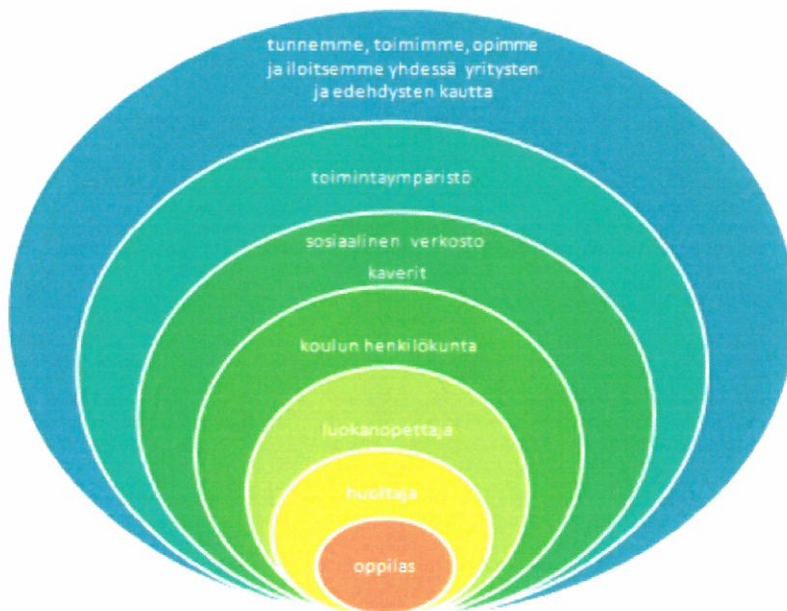 tunnemme, toimimme, opimme
ja iloitsemme yhdessä yritysten
ja edehdysten kautta
toimintaympäristö
sosiaalinen verkosto
kaverit
koulun henkilökunta
luokanopettaja
huoltaja
oppilas